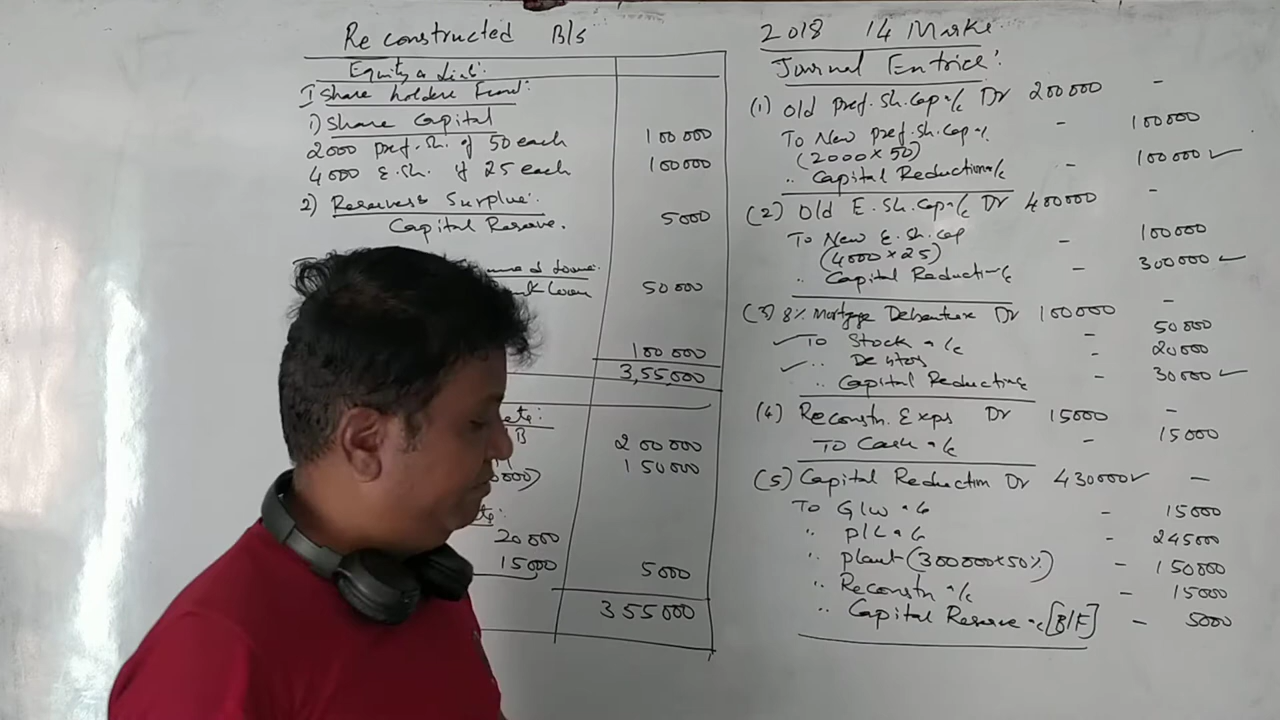 Reconstructed B/s
Equity & Liab:
I Share holders Fund:
1) Share Capital
2000 pref. sh. of 50 each 100000
4000 E. sh. of 25 each 100000
2) Reserves Surplus:
Capital Reserve. 5000
50000
100000
3,55,000
200000
150000
20000
15000 5000
355000
2018 14 Marks
Journal Entries:
(1) Old pref. sh. Cap a/c Dr 200000 -
To New pref. sh. Cap a/c - 100000
(2000 x 50)
" Capital Reduction a/c - 100000 ✓
(2) Old E. sh. Cap a/c Dr 400000 -
To New E. sh. Cap - 100000
(4000 x 25)
" Capital Reduction a/c - 300000 ✓
(3) 8% Mortgage Debenture Dr 100000 -
✓ To Stock a/c - 50000
✓ " Debtors - 20000
" Capital Reduction a/c - 30000 ✓
(4) Reconstn. Exps Dr 15000 -
To Cash a/c - 15000
(5) Capital Reduction Dr 430000 ✓ -
To G/w a/c - 15000
" P/L a/c - 245000
" plant (300000 x 50%) - 150000
" Reconstn a/c - 15000
" Capital Reserve a/c [B/F] - 5000